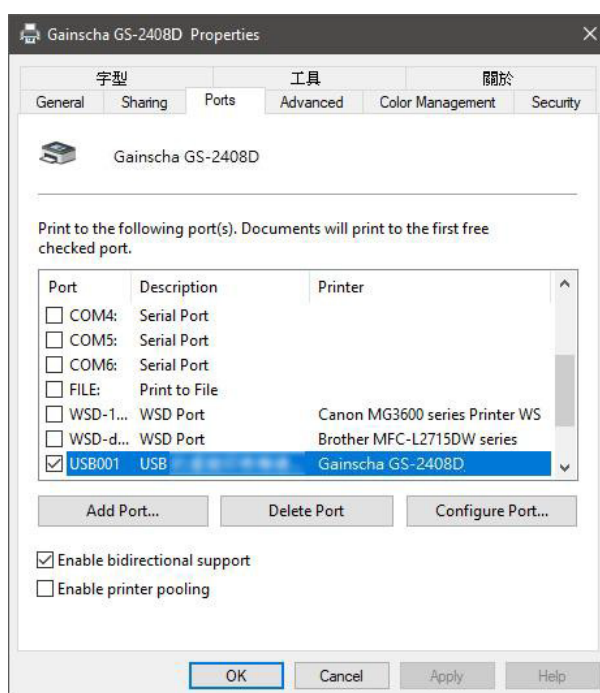 Gainscha GS-2408D Properties
字型 工具 關於
General Sharing Ports Advanced Color Management Security
Gainscha GS-2408D
Print to the following port(s). Documents will print to the first free
checked port.
Port Description Printer
COM4: Serial Port
COM5: Serial Port
COM6: Serial Port
FILE: Print to File
WSD-1... WSD Port Canon MG3600 series Printer WS
WSD-d... WSD Port Brother MFC-L2715DW series
USB001 USB Gainscha GS-2408D
Add Port... Delete Port Configure Port...
Enable bidirectional support
Enable printer pooling
OK Cancel Apply Help